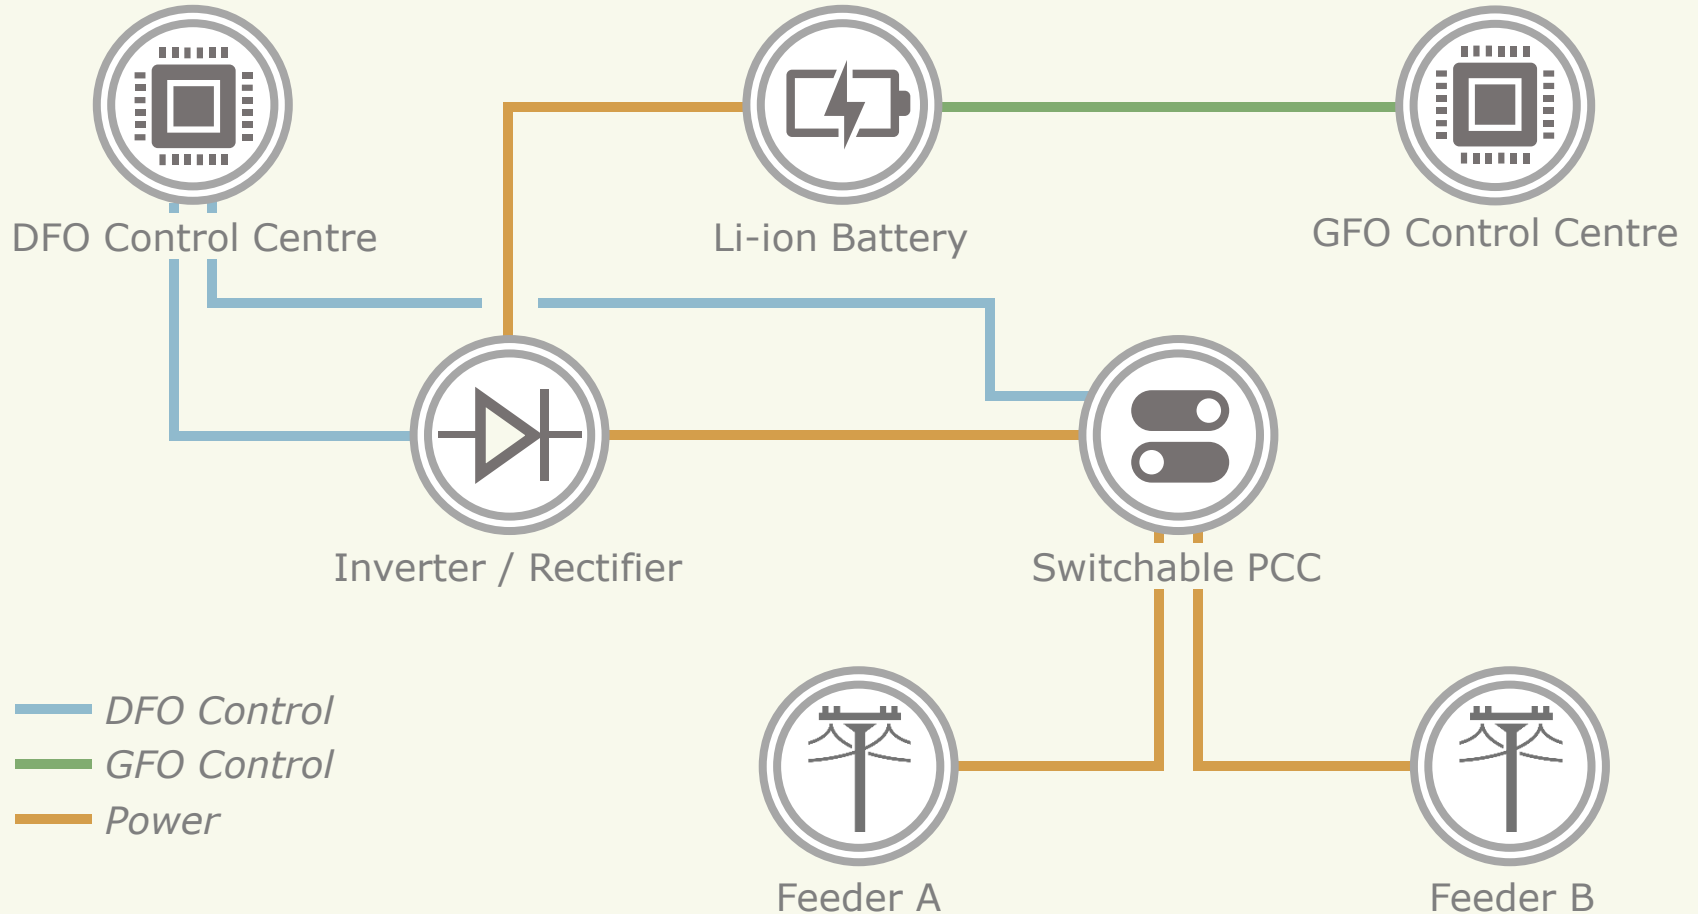 DFO Control Centre
Li-ion Battery
GFO Control Centre
Inverter / Rectifier
Switchable PCC
DFO Control
GFO Control
Power
Feeder A
Feeder B